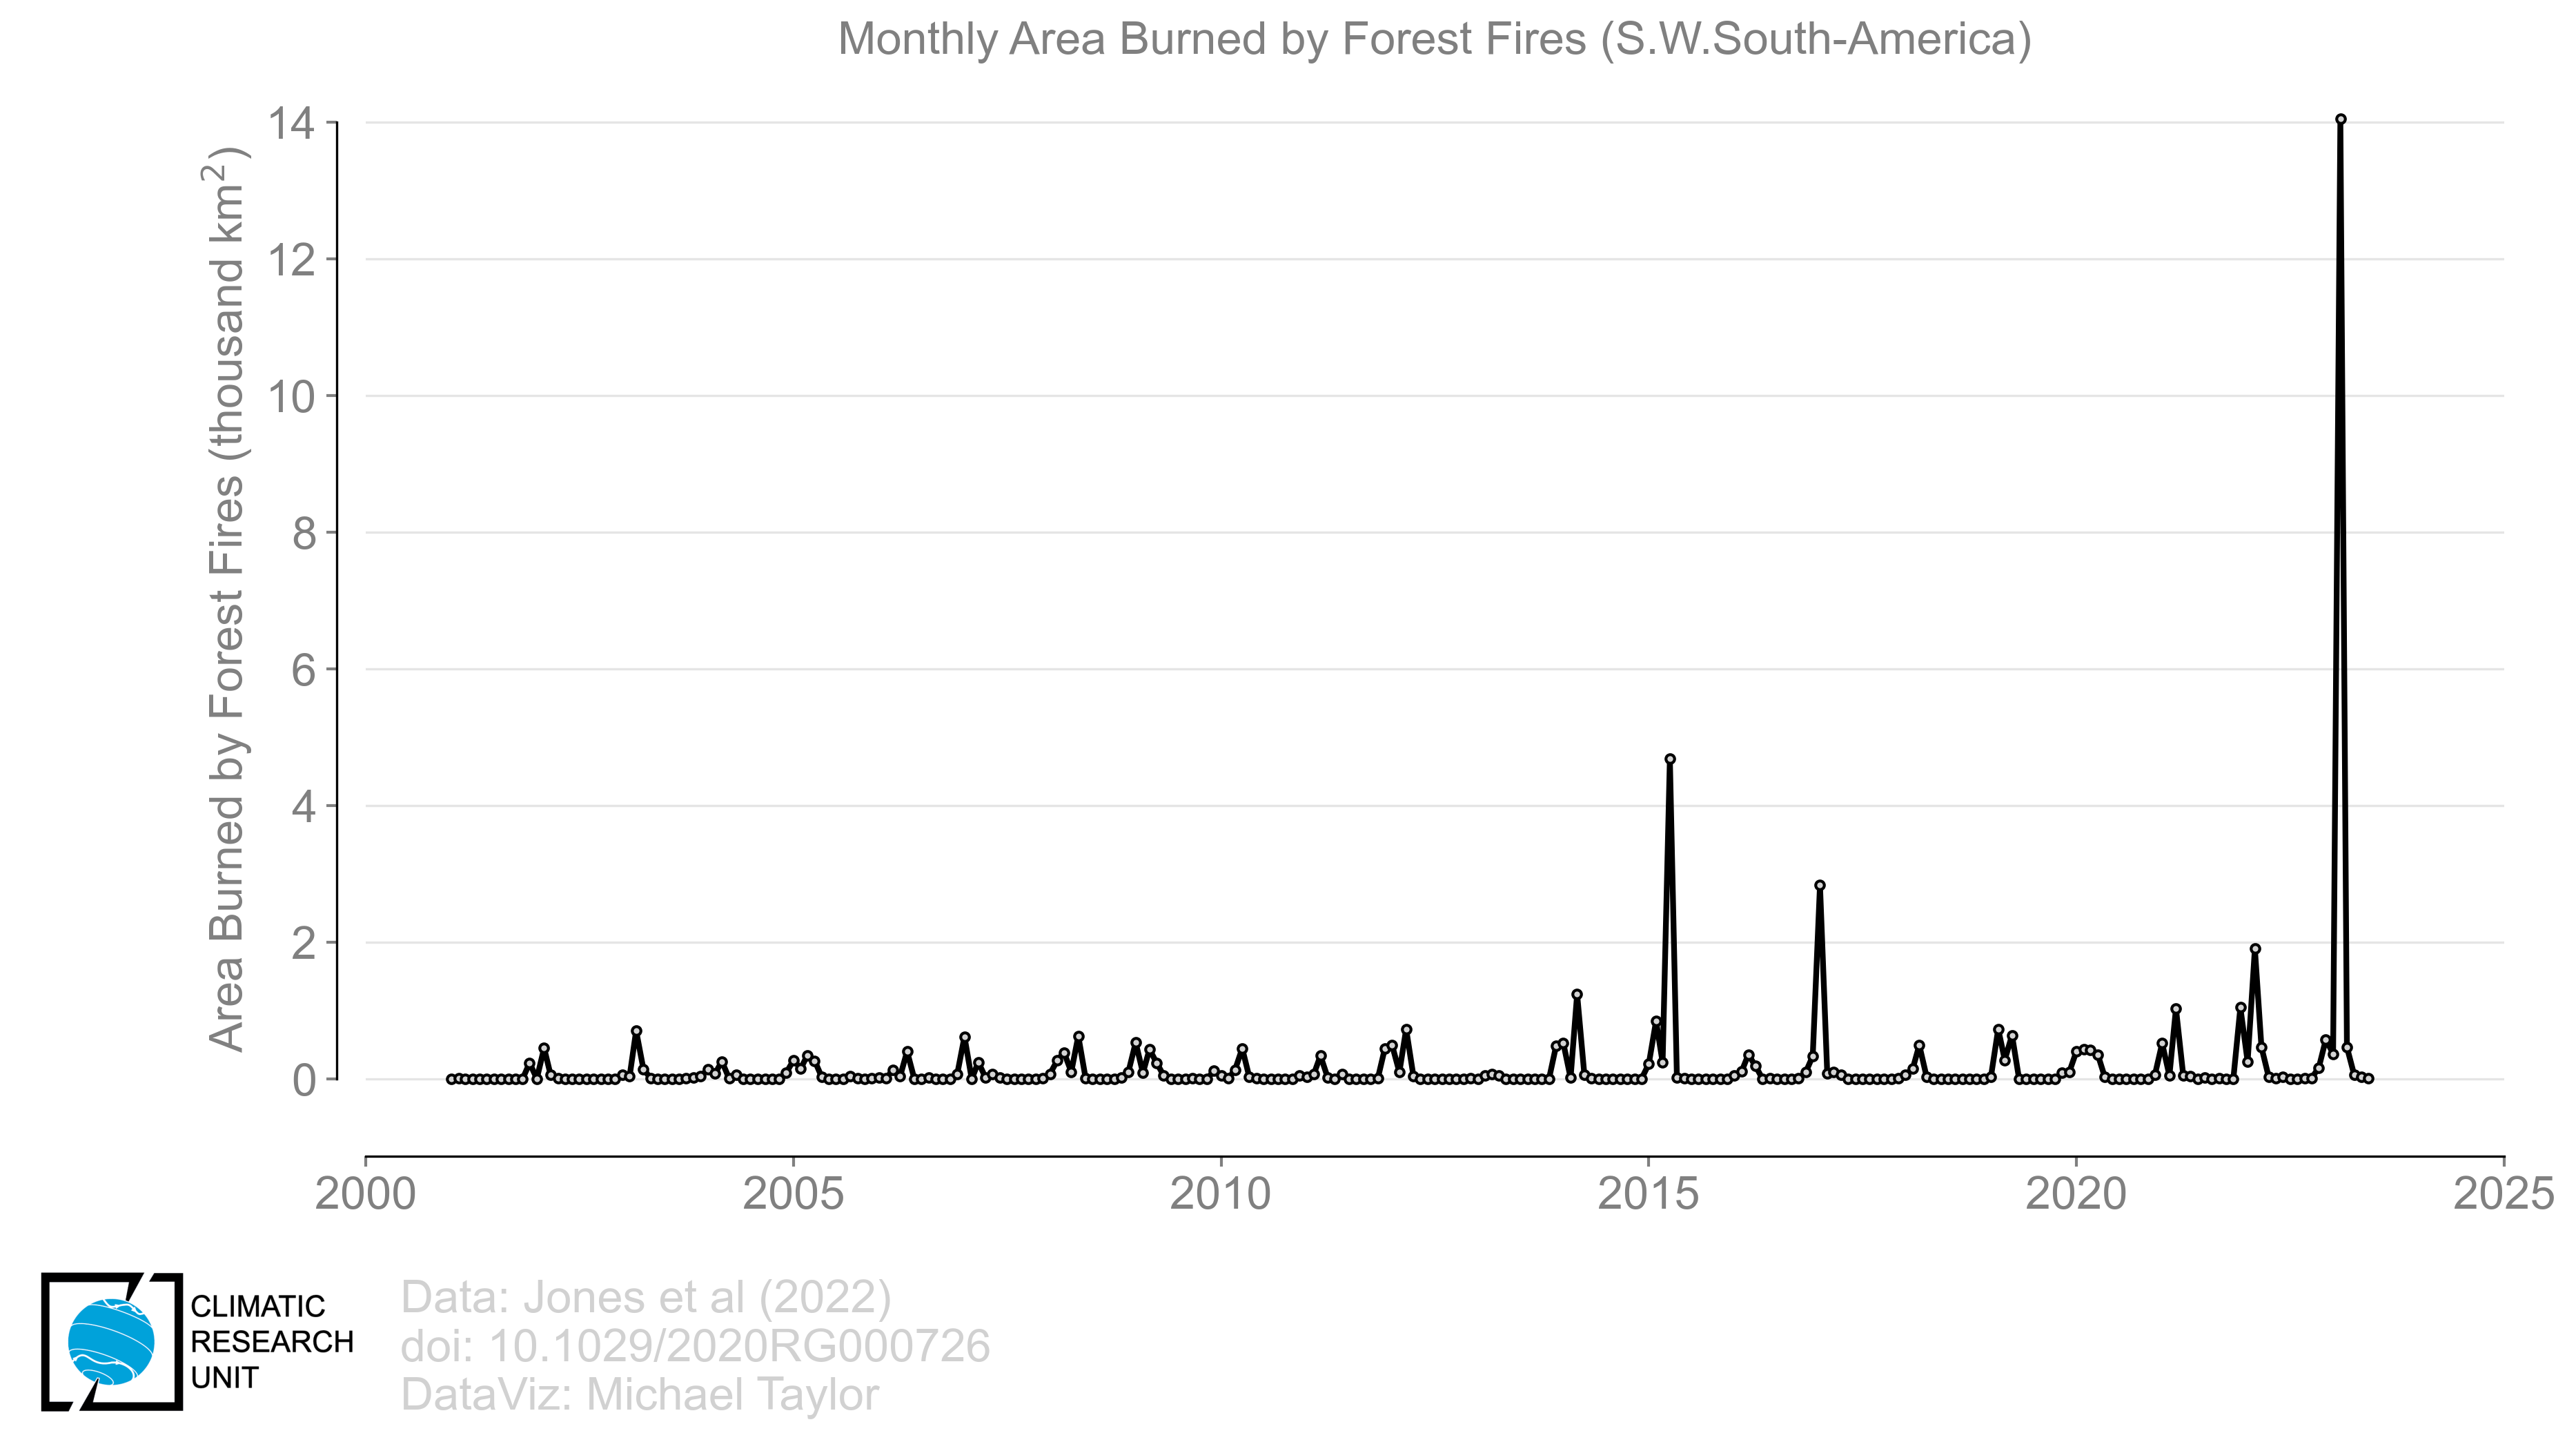 Monthly Area Burned by Forest Fires (S.W.South-America)
Area Burned by Forest Fires (thousand km²)
14
12
10
8
6
4
2
0
2000
2005
2010
2015
2020
2025
CLIMATIC
RESEARCH
UNIT
Data: Jones et al (2022)
doi: 10.1029/2020RG000726
DataViz: Michael Taylor